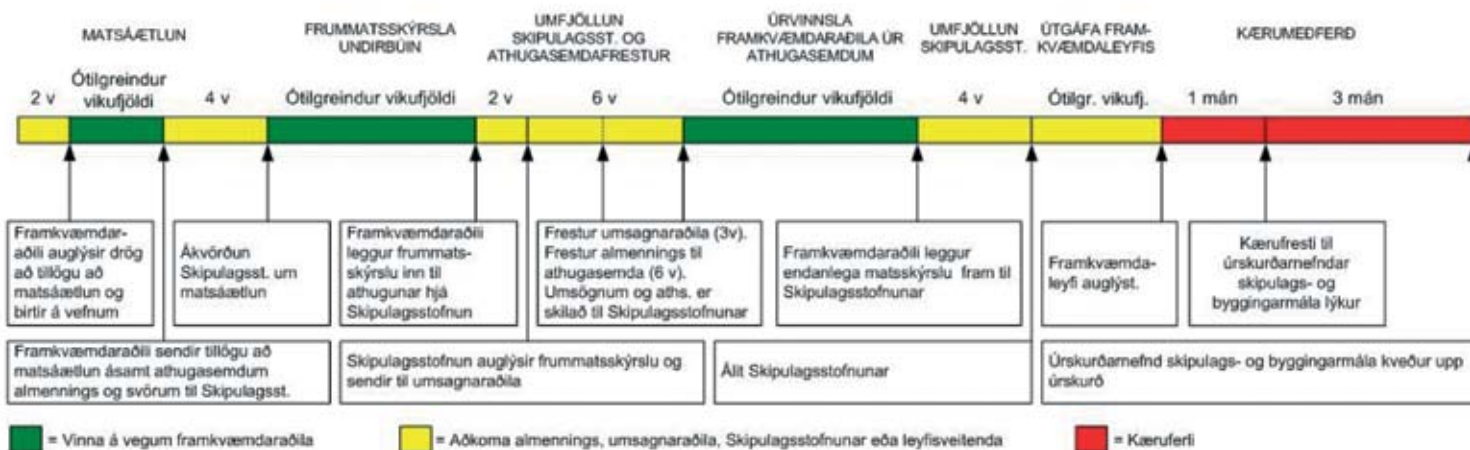 MATSÁÆTLUN
FRUMMATSSKÝRSLA
UNDIRBÚIN
UMFJÖLLUN
SKIPULAGSST. OG
ATHUGASEMDAFRESTUR
ÚRVINNSLA
FRAMKVÆMDARAÐILA ÚR
ATHUGASEMDUM
UMFJÖLLUN
SKIPULAGSST.
ÚTGÁFA FRAM-
KVÆMDALEYFIS
KÆRUMEÐFERÐ
2 v
Ótilgreindur
vikufjöldi
4 v
Ótilgreindur vikufjöldi
2 v
6 v
Ótilgreindur vikufjöldi
4 v
Ótilgr. vikufj.
1 mán
3 mán
Framkvæmdar-
aðili auglýsir drög
að tillögu að
matsáætlun og
birtir á vefnum
Ákvörðun
Skipulagsst. um
matsáætlun
Framkvæmdaraðili
leggur frummats-
skýrslu inn til
athugunar hjá
Skipulagsstofnun
Frestur umsagnaraðila (3v).
Frestur almennings til
athugasemda (6 v).
Umsögnum og aths. er
skilað til Skipulagsstofnunar
Framkvæmdaraðili leggur
endanlega matsskýrslu fram til
Skipulagsstofnunar
Framkvæmda-
leyfi auglýst.
Kærufresti til
úrskurðarnefndar
skipulags- og
byggingarmála lýkur
Framkvæmdaraðili sendir tillögu að
matsáætlun ásamt athugasemdum
almennings og svörum til Skipulagsst.
Skipulagsstofnun auglýsir frummatsskýrslu og
sendir til umsagnaraðila
Álit Skipulagsstofnunar
Úrskurðarnefnd skipulags- og byggingarmála kveður upp
úrskurð
= Vinna á vegum framkvæmdaraðila
= Aðkoma almennings, umsagnaraðila, Skipulagsstofnunar eða leyfisveitenda
= Kæruferli